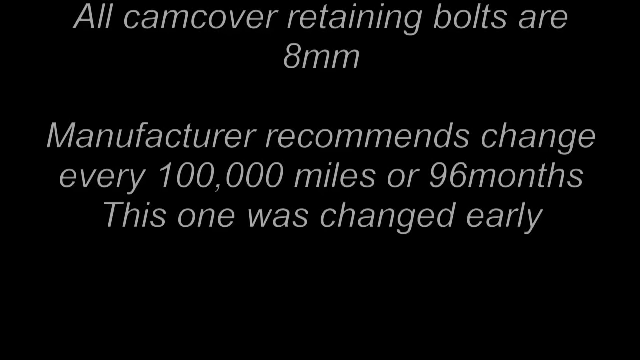 All camcover retaining bolts are
8mm
Manufacturer recommends change
every 100,000 miles or 96months
This one was changed early